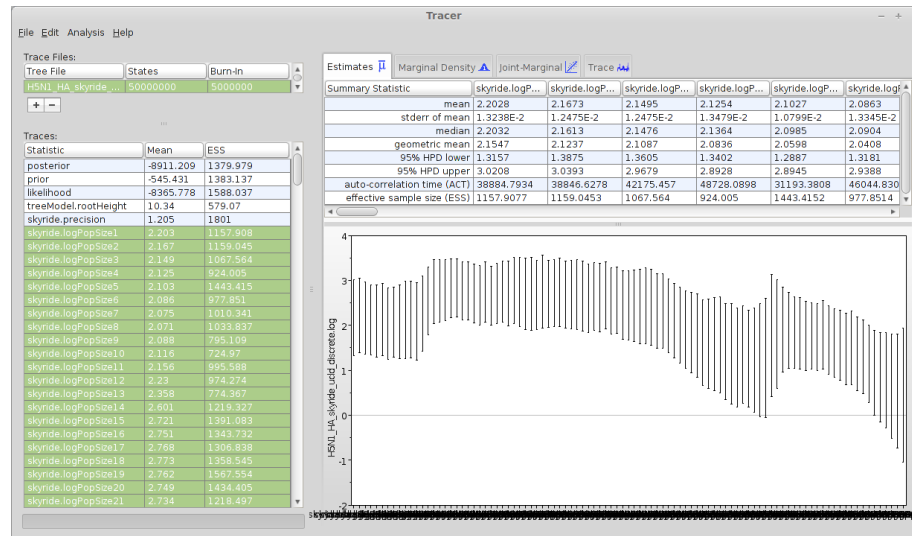 Tracer
File Edit Analysis Help
Trace Files:
Tree File States Burn-In
H5N1_HA_skyride_... 50000000 5000000
+ −
Traces:
Statistic Mean ESS
posterior -8911.209 1379.979
prior -545.431 1383.137
likelihood -8365.778 1588.037
treeModel.rootHeight 10.34 579.07
skyride.precision 1.205 1801
skyride.logPopSize1 2.203 1157.908
skyride.logPopSize2 2.167 1159.045
skyride.logPopSize3 2.149 1067.564
skyride.logPopSize4 2.125 924.005
skyride.logPopSize5 2.103 1443.415
skyride.logPopSize6 2.086 977.851
skyride.logPopSize7 2.075 1010.341
skyride.logPopSize8 2.071 1033.837
skyride.logPopSize9 2.088 795.109
skyride.logPopSize10 2.116 724.97
skyride.logPopSize11 2.156 995.588
skyride.logPopSize12 2.23 974.274
skyride.logPopSize13 2.358 774.367
skyride.logPopSize14 2.601 1219.327
skyride.logPopSize15 2.721 1391.083
skyride.logPopSize16 2.751 1343.732
skyride.logPopSize17 2.768 1306.838
skyride.logPopSize18 2.773 1358.545
skyride.logPopSize19 2.762 1567.554
skyride.logPopSize20 2.749 1434.405
skyride.logPopSize21 2.734 1218.497
Estimates μ Marginal Density Joint-Marginal Trace
Summary Statistic skyride.logP... skyride.logP... skyride.logP... skyride.logP... skyride.logP... skyride.logP
mean 2.2028 2.1673 2.1495 2.1254 2.1027 2.0863
stderr of mean 1.3238E-2 1.2475E-2 1.2475E-2 1.3479E-2 1.0799E-2 1.3345E-2
median 2.2032 2.1613 2.1476 2.1364 2.0985 2.0904
geometric mean 2.1547 2.1237 2.1087 2.0836 2.0598 2.0408
95% HPD lower 1.3157 1.3875 1.3605 1.3402 1.2887 1.3181
95% HPD upper 3.0208 3.0393 2.9679 2.8928 2.8945 2.9388
auto-correlation time (ACT) 38884.7934 38846.6278 42175.457 48728.0898 31193.3808 46044.830
effective sample size (ESS) 1157.9077 1159.0453 1067.564 924.005 1443.4152 977.8514
H5N1_HA_skyride_ucld_discrete.log
4
3
2
1
0
-1
-2